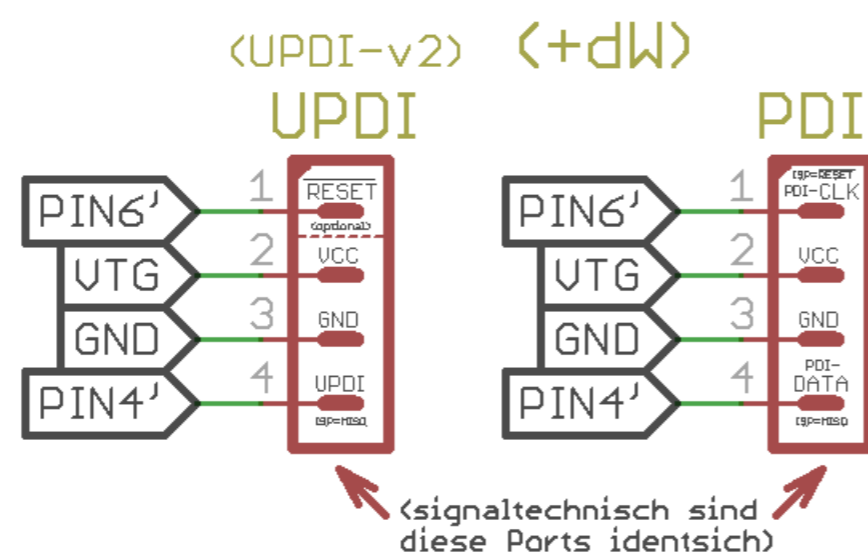 (UPDI-v2) (+dW)
UPDI PDI
PIN6' 1 RESET
(optional)
VTG 2 VCC
GND 3 GND
PIN4' 4 UPDI
ISP=MISO
ISP=RESET
PIN6' 1 PDI-CLK
VTG 2 VCC
GND 3 GND
PDI-
PIN4' 4 DATA
ISP=MISO
(signaltechnisch sind
diese Ports identsich)